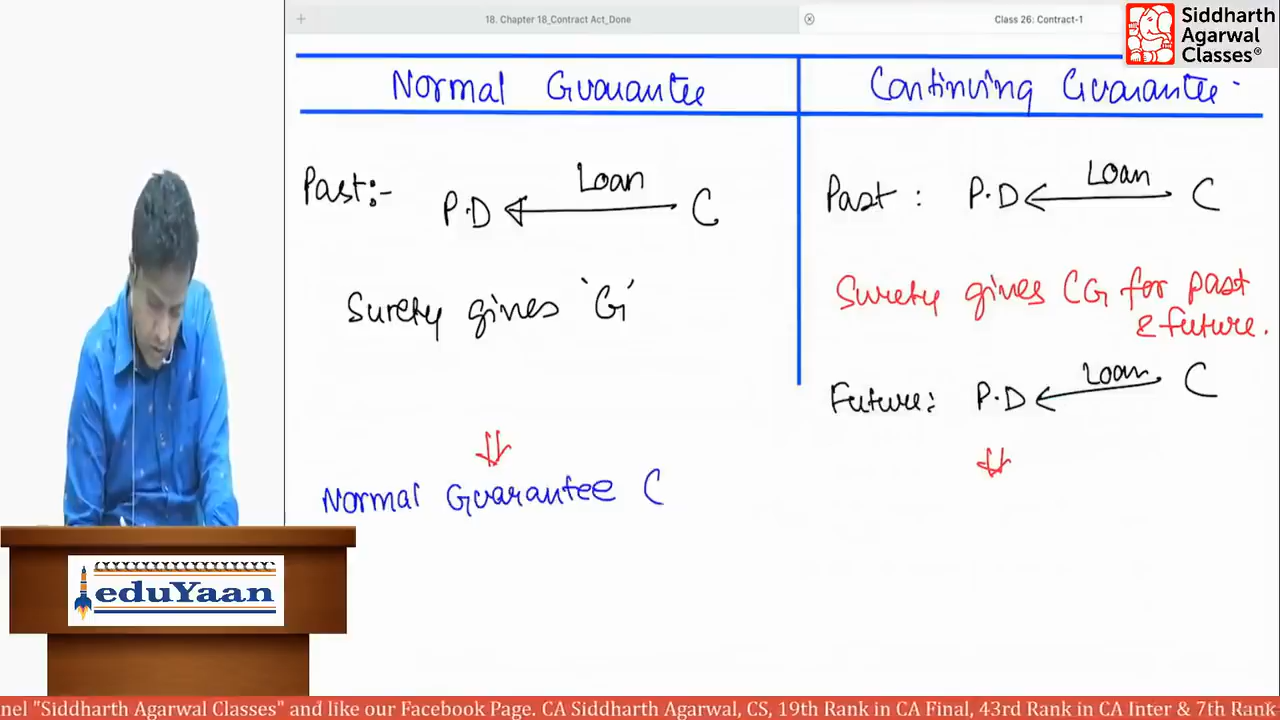 18. Chapter 18_Contract Act_Done
Class 26: Contract-1
Siddharth
Agarwal
Classes®
Normal Guarantee
Continuing Guarantee
Past:-
P.D
Loan
C
Surety gives 'G'
Normal Guarantee C
Past :
P.D
Loan
C
Surety gives CG for past
& future.
Future:
P.D
Loan
C
eduYaan
nel "Siddharth Agarwal Classes" and like our Facebook Page. CA Siddharth Agarwal, CS, 19th Rank in CA Final, 43rd Rank in CA Inter & 7th Rank